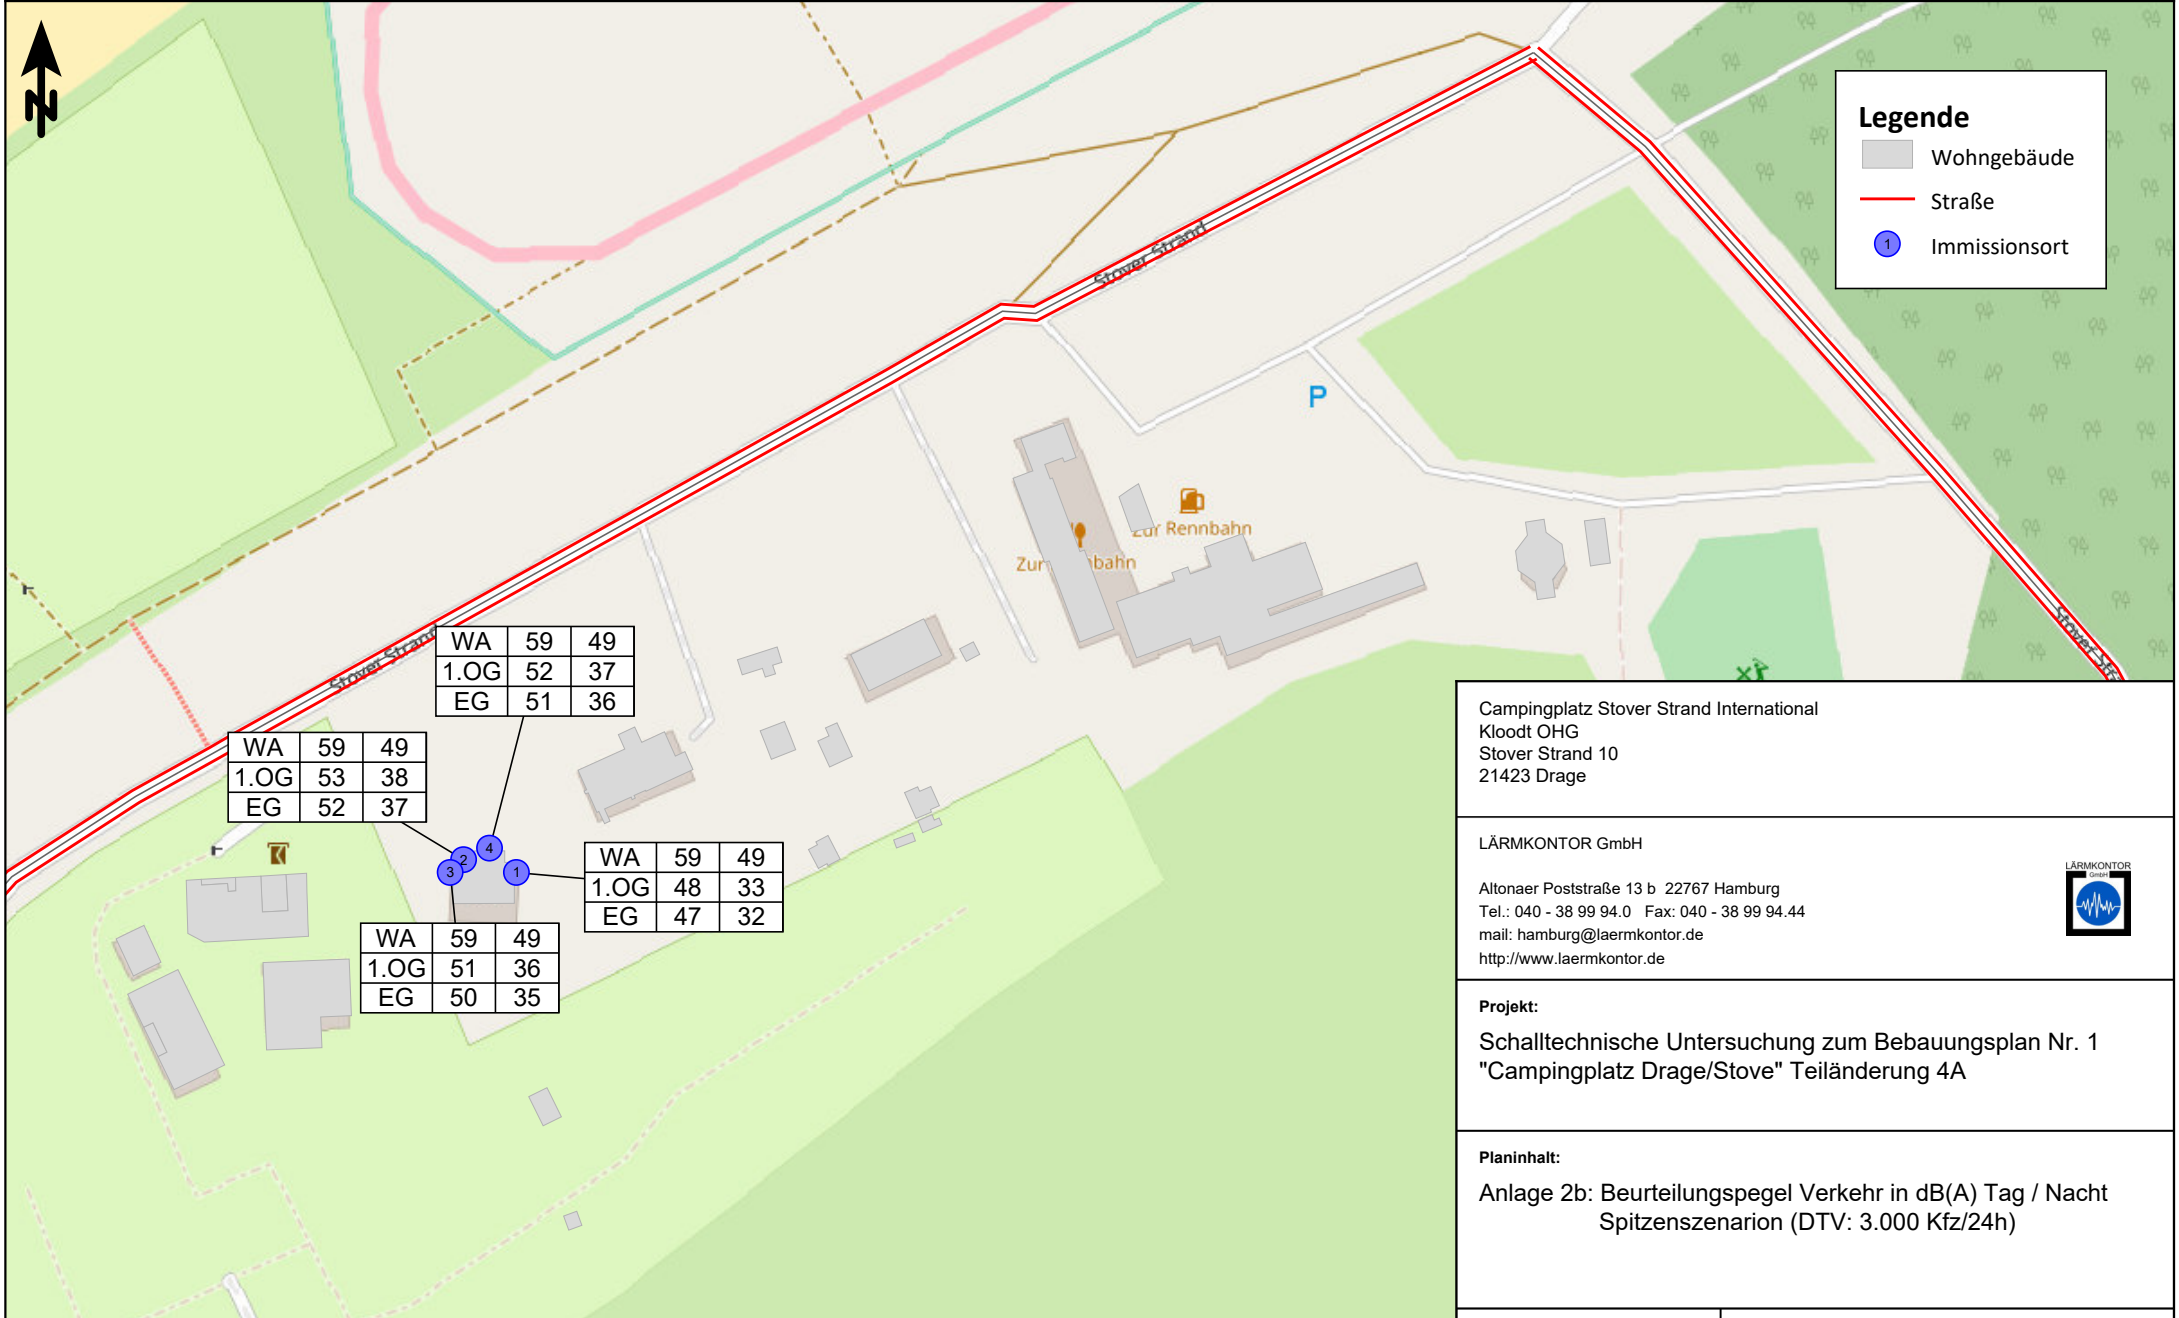 N
Legende
Wohngebäude
Straße
1 Immissionsort
Stover Strand
P
Zur Rennbahn
Stover Strand
WA 59 49
1.OG 52 37
EG 51 36
WA 59 49
1.OG 53 38
EG 52 37
4
2
3
1
WA 59 49
1.OG 48 33
EG 47 32
WA 59 49
1.OG 51 36
EG 50 35
Campingplatz Stover Strand International
Kloodt OHG
Stover Strand 10
21423 Drage
LÄRMKONTOR GmbH
Altonaer Poststraße 13 b 22767 Hamburg
Tel.: 040 - 38 99 94.0 Fax: 040 - 38 99 94.44
mail: hamburg@laermkontor.de
http://www.laermkontor.de
LÄRMKONTOR
GmbH
Projekt:
Schalltechnische Untersuchung zum Bebauungsplan Nr. 1
"Campingplatz Drage/Stove" Teiländerung 4A
Planinhalt:
Anlage 2b: Beurteilungspegel Verkehr in dB(A) Tag / Nacht
Spitzenszenarion (DTV: 3.000 Kfz/24h)